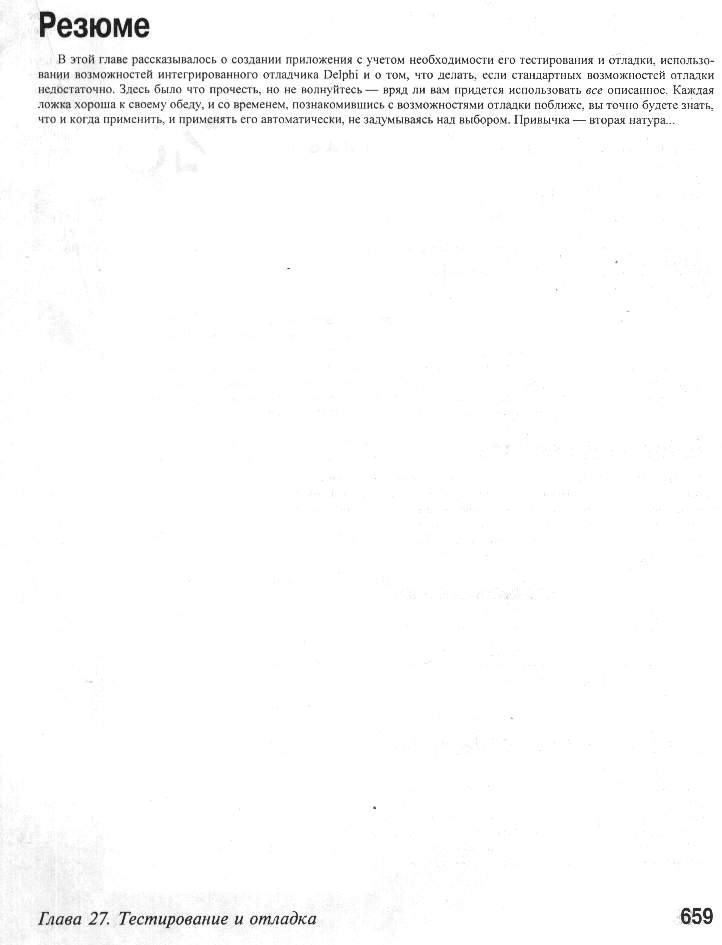 Резюме
В этой главе рассказывалось о создании приложения с учетом необходимости его тестирования и отладки, использо-
вании возможностей интегрированного отладчика Delphi и о том, что делать, если стандартных возможностей отладки
недостаточно. Здесь было что прочесть, но не волнуйтесь — вряд ли вам придется использовать все описанное. Каждая
ложка хороша к своему обеду, и со временем, познакомившись с возможностями отладки поближе, вы точно будете знать,
что и когда применить, и применять его автоматически, не задумываясь над выбором. Привычка — вторая натура...
Глава 27. Тестирование и отладка
659